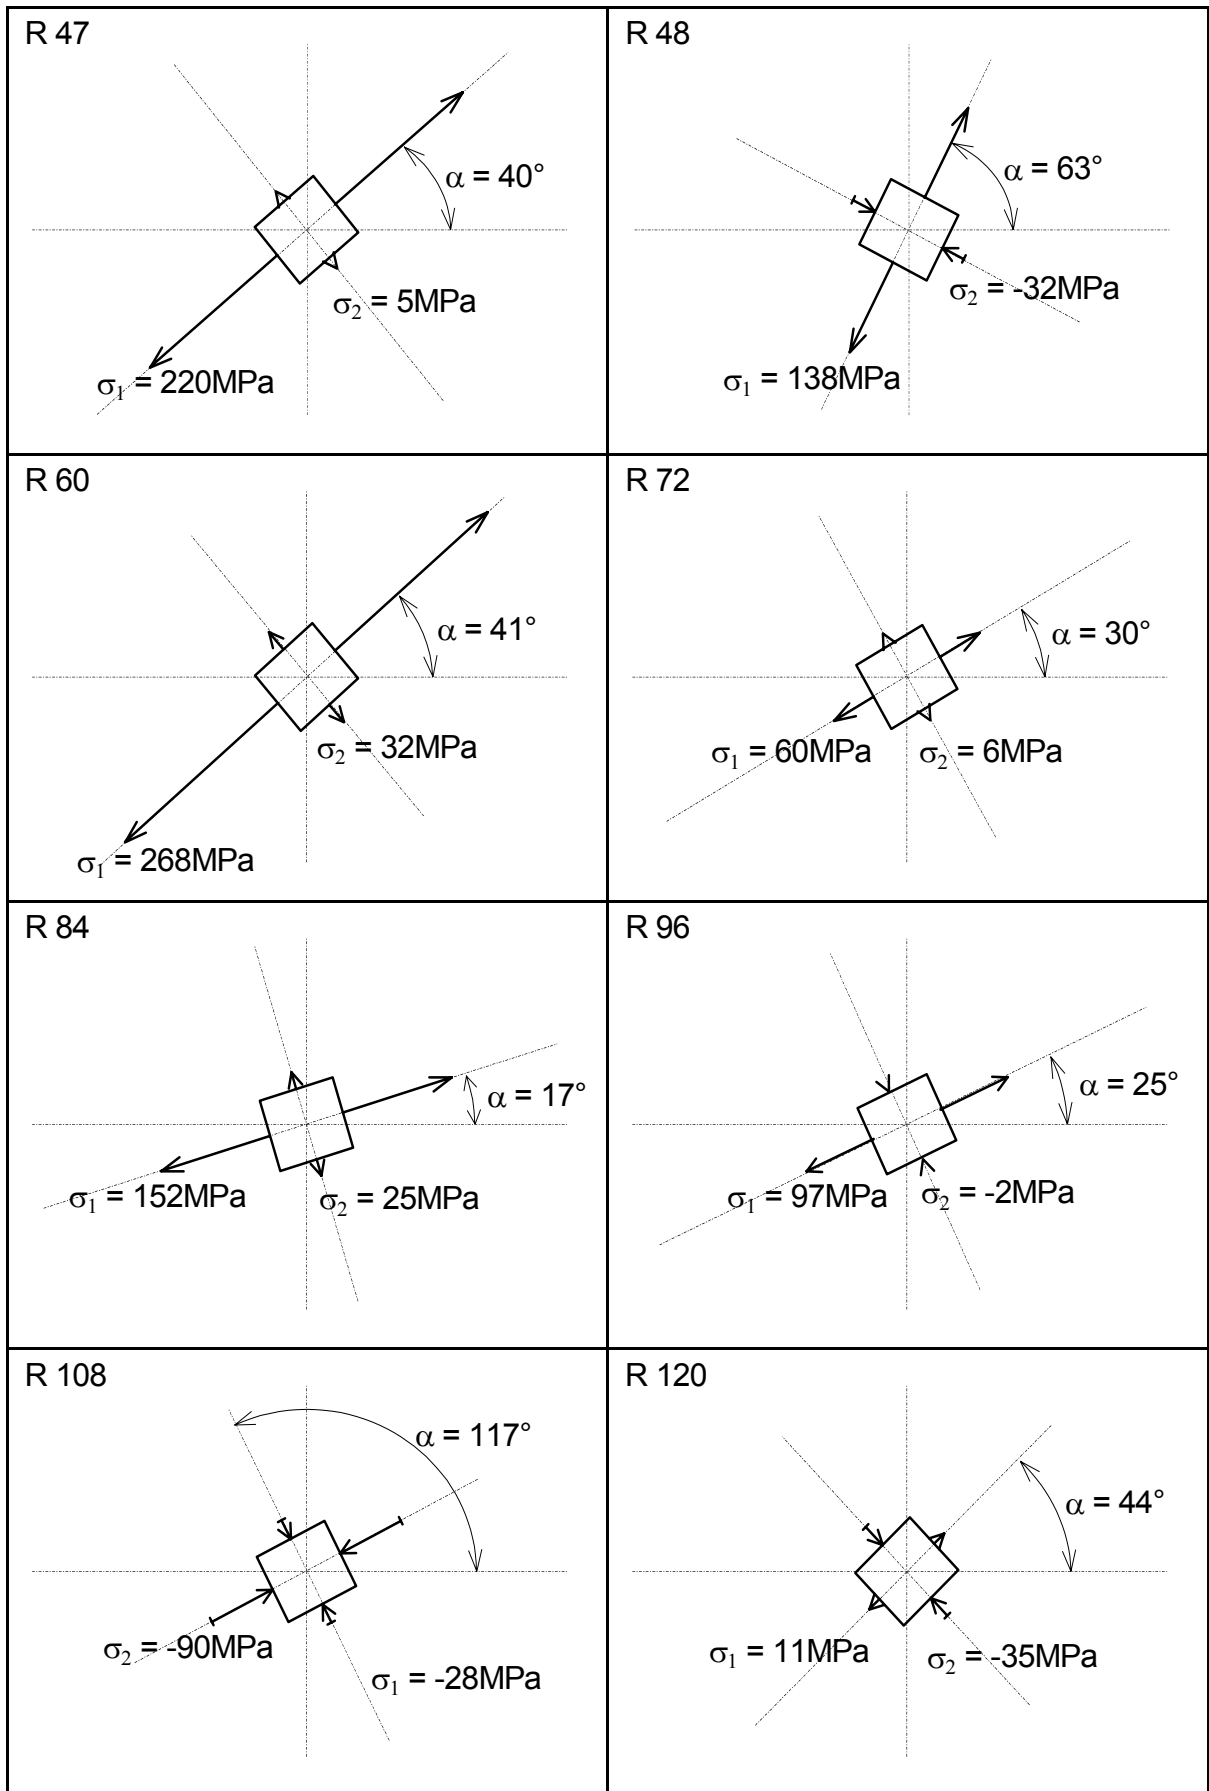 R 47
α = 40°
σ2 = 5MPa
σ1 = 220MPa
R 48
α = 63°
σ2 = -32MPa
σ1 = 138MPa
R 60
α = 41°
σ2 = 32MPa
σ1 = 268MPa
R 72
α = 30°
σ1 = 60MPa σ2 = 6MPa
R 84
α = 17°
σ1 = 152MPa σ2 = 25MPa
R 96
α = 25°
σ1 = 97MPa σ2 = -2MPa
R 108
α = 117°
σ2 = -90MPa
σ1 = -28MPa
R 120
α = 44°
σ1 = 11MPa σ2 = -35MPa